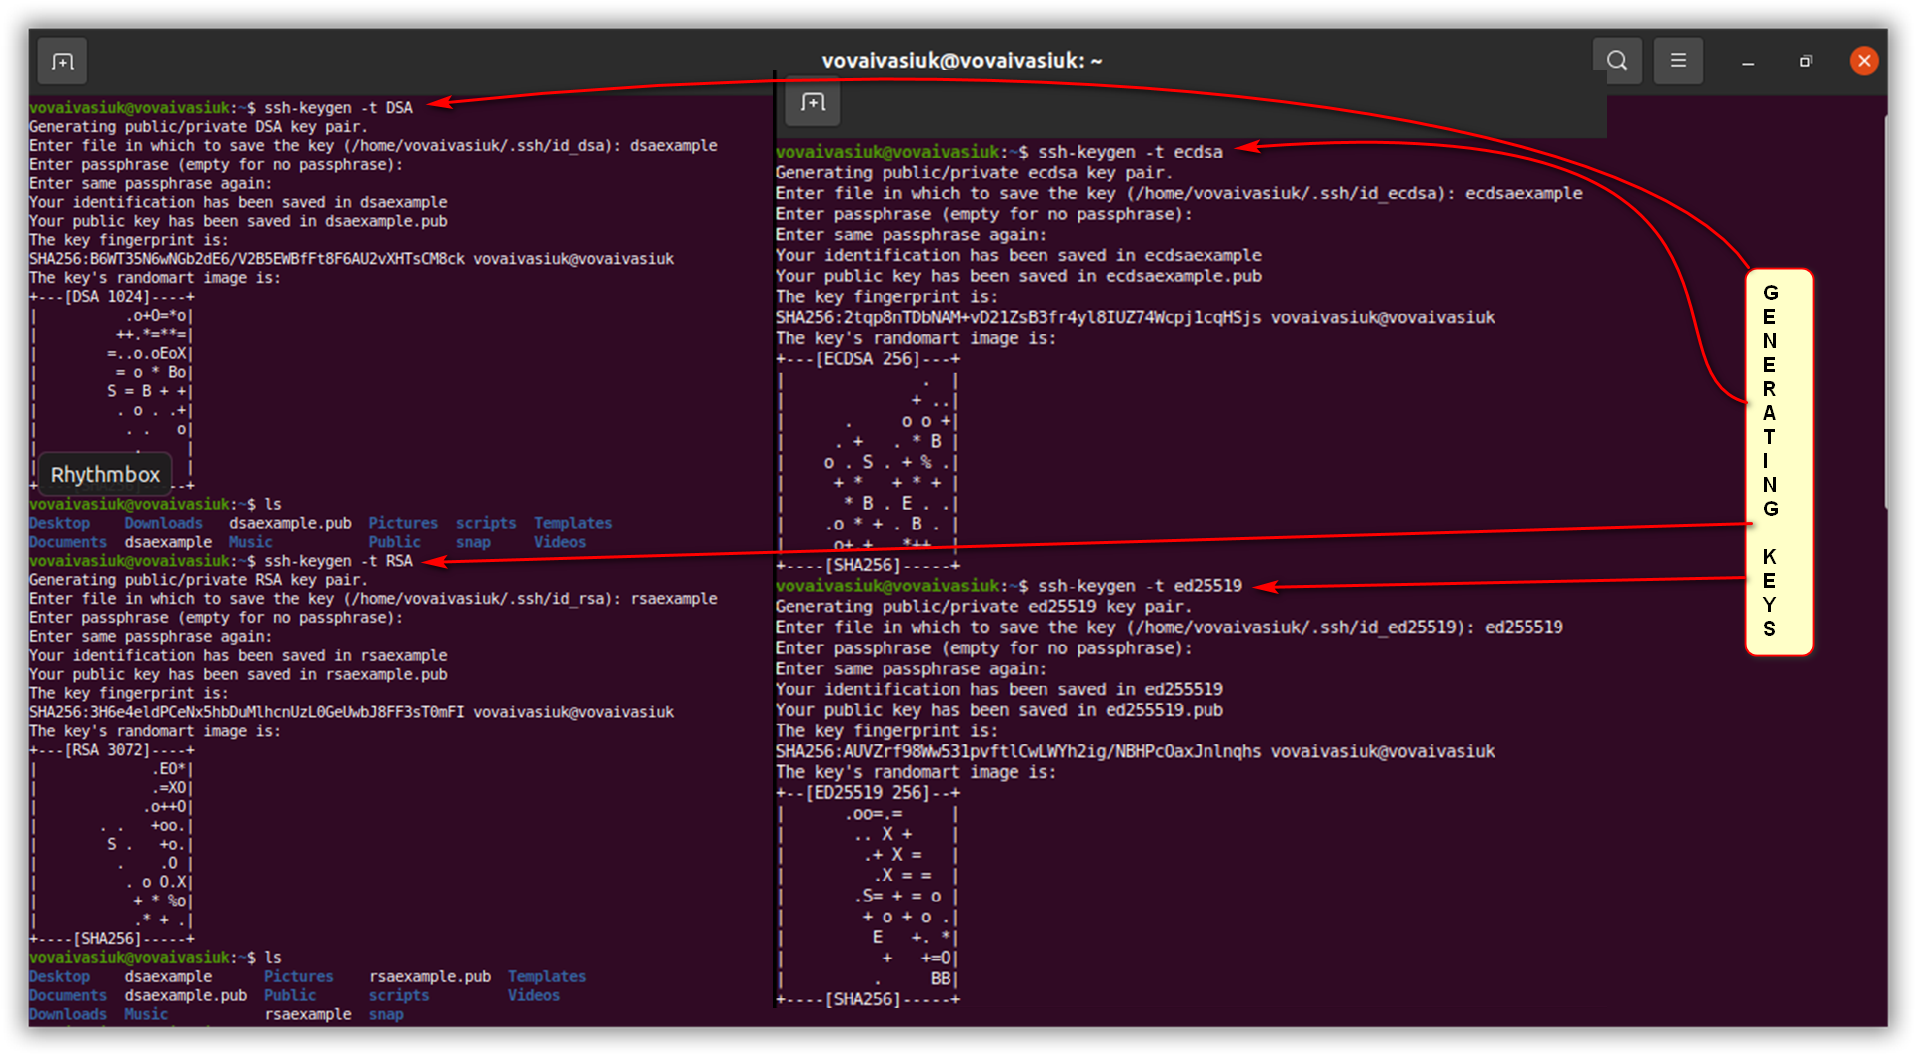 vovaivasiuk@vovaivasiuk: ~
vovaivasiuk@vovaivasiuk:~$ ssh-keygen -t DSA
Generating public/private DSA key pair.
Enter file in which to save the key (/home/vovaivasiuk/.ssh/id_dsa): dsaexample
Enter passphrase (empty for no passphrase):
Enter same passphrase again:
Your identification has been saved in dsaexample
Your public key has been saved in dsaexample.pub
The key fingerprint is:
SHA256:B6WT35N6wNGb2dE6/V2B5EWBfFt8F6AU2vXHTsCM8ck vovaivasiuk@vovaivasiuk
The key's randomart image is:
+---[DSA 1024]----+
|          .o+O=*o|
|         ++.*=**=|
|        =..o.oEoX|
|         = o * Bo|
|        S = B + +|
|         . o . .+|
|          . .   o|
|           .     |
Rhythmbox
vovaivasiuk@vovaivasiuk:~$ ls
Desktop    Downloads   dsaexample.pub  Pictures  scripts  Templates
Documents  dsaexample  Music           Public    snap     Videos
vovaivasiuk@vovaivasiuk:~$ ssh-keygen -t RSA
Generating public/private RSA key pair.
Enter file in which to save the key (/home/vovaivasiuk/.ssh/id_rsa): rsaexample
Enter passphrase (empty for no passphrase):
Enter same passphrase again:
Your identification has been saved in rsaexample
Your public key has been saved in rsaexample.pub
The key fingerprint is:
SHA256:3H6e4eldPCeNx5hbDuMlhcnUzL0GeUwbJ8FF3sT0mFI vovaivasiuk@vovaivasiuk
The key's randomart image is:
+---[RSA 3072]----+
|             .EO*|
|             .=XO|
|            .o++O|
|       . .   +oo.|
|        S .   +o.|
|         .    .O |
|          . o O.X|
|           + * %o|
|           .* + .|
+----[SHA256]-----+
vovaivasiuk@vovaivasiuk:~$ ls
Desktop    dsaexample      Pictures    rsaexample.pub  Templates
Documents  dsaexample.pub  Public      scripts         Videos
Downloads  Music           rsaexample  snap
vovaivasiuk@vovaivasiuk:~$ ssh-keygen -t ecdsa
Generating public/private ecdsa key pair.
Enter file in which to save the key (/home/vovaivasiuk/.ssh/id_ecdsa): ecdsaexample
Enter passphrase (empty for no passphrase):
Enter same passphrase again:
Your identification has been saved in ecdsaexample
Your public key has been saved in ecdsaexample.pub
The key fingerprint is:
SHA256:2tqp8nTDbNAM+vD21ZsB3fr4yl8IUZ74Wcpj1cqHSjs vovaivasiuk@vovaivasiuk
The key's randomart image is:
+---[ECDSA 256]---+
|              .  |
|             + ..|
|      .     o o +|
|     . +   . * B |
|    o . S . + % .|
|     + *   + * + |
|      * B . E . .|
|    .o * + . B . |
|     o+ +   *++  |
+----[SHA256]-----+
vovaivasiuk@vovaivasiuk:~$ ssh-keygen -t ed25519
Generating public/private ed25519 key pair.
Enter file in which to save the key (/home/vovaivasiuk/.ssh/id_ed25519): ed255519
Enter passphrase (empty for no passphrase):
Enter same passphrase again:
Your identification has been saved in ed255519
Your public key has been saved in ed255519.pub
The key fingerprint is:
SHA256:AUVZrf98Ww531pvftlCwLWYh2ig/NBHPcOaxJnlnqhs vovaivasiuk@vovaivasiuk
The key's randomart image is:
+--[ED25519 256]--+
|      .oo=.=     |
|       .. X +    |
|        .+ X =   |
|         .X = =  |
|       .S= + = o |
|        + o + o .|
|         E   +. *|
|          +   +=O|
|         .     BB|
+----[SHA256]-----+
GENERATING KEYS